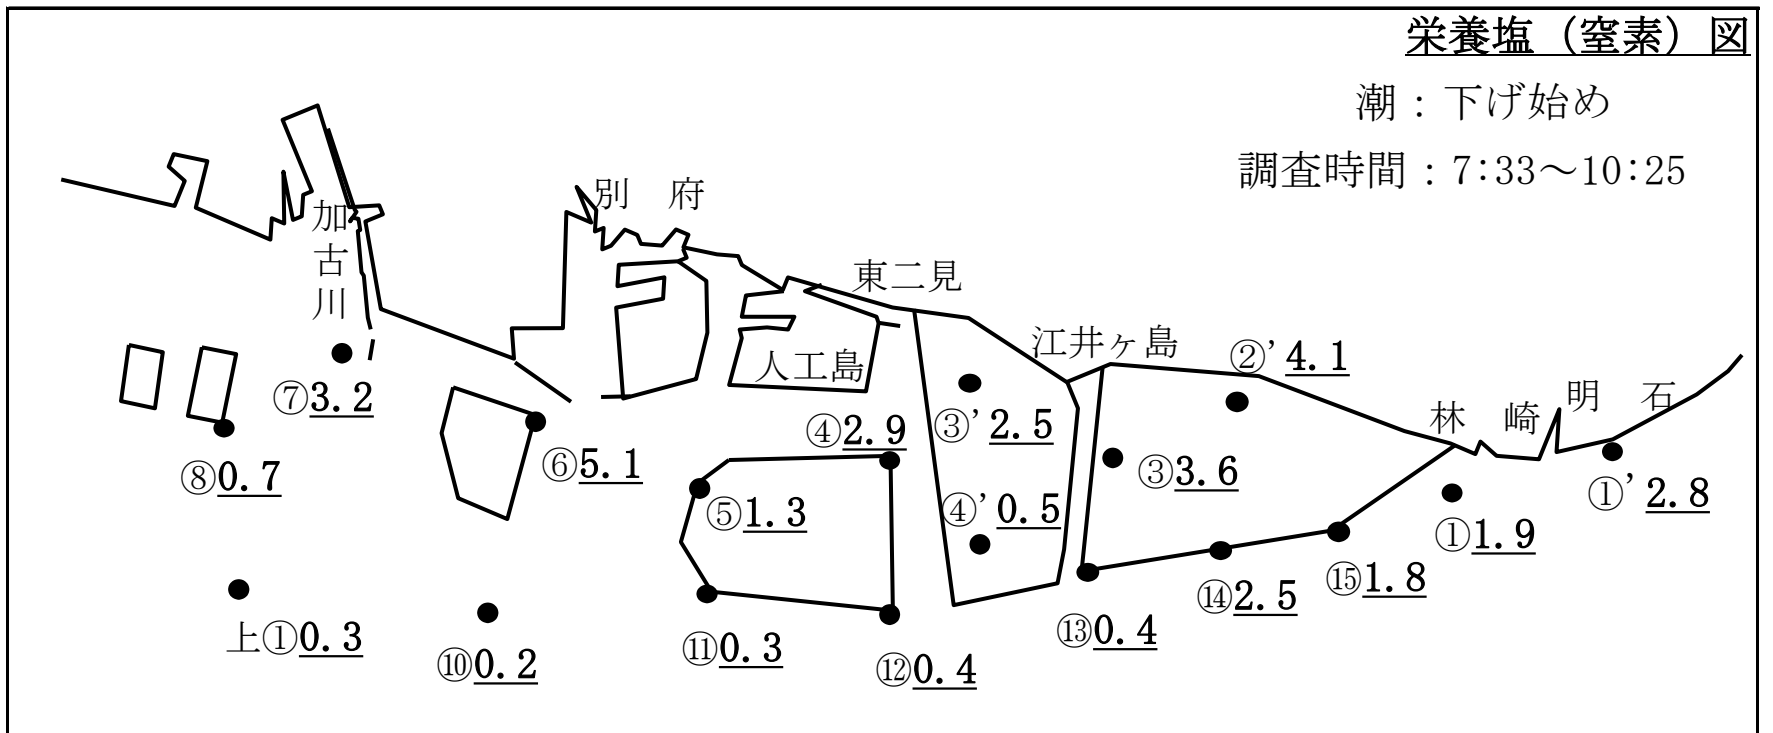 栄養塩（窒素）図
潮：下げ始め
調査時間：7:33～10:25
加古川
別 府
東二見
人工島
江井ヶ島
林 崎
明 石
②' 4.1
⑦3.2
④2.9
③' 2.5
⑧0.7
⑥5.1
③3.6
①' 2.8
⑤1.3
④' 0.5
①1.9
⑮1.8
⑭2.5
上①0.3
⑩0.2
⑪0.3
⑫0.4
⑬0.4